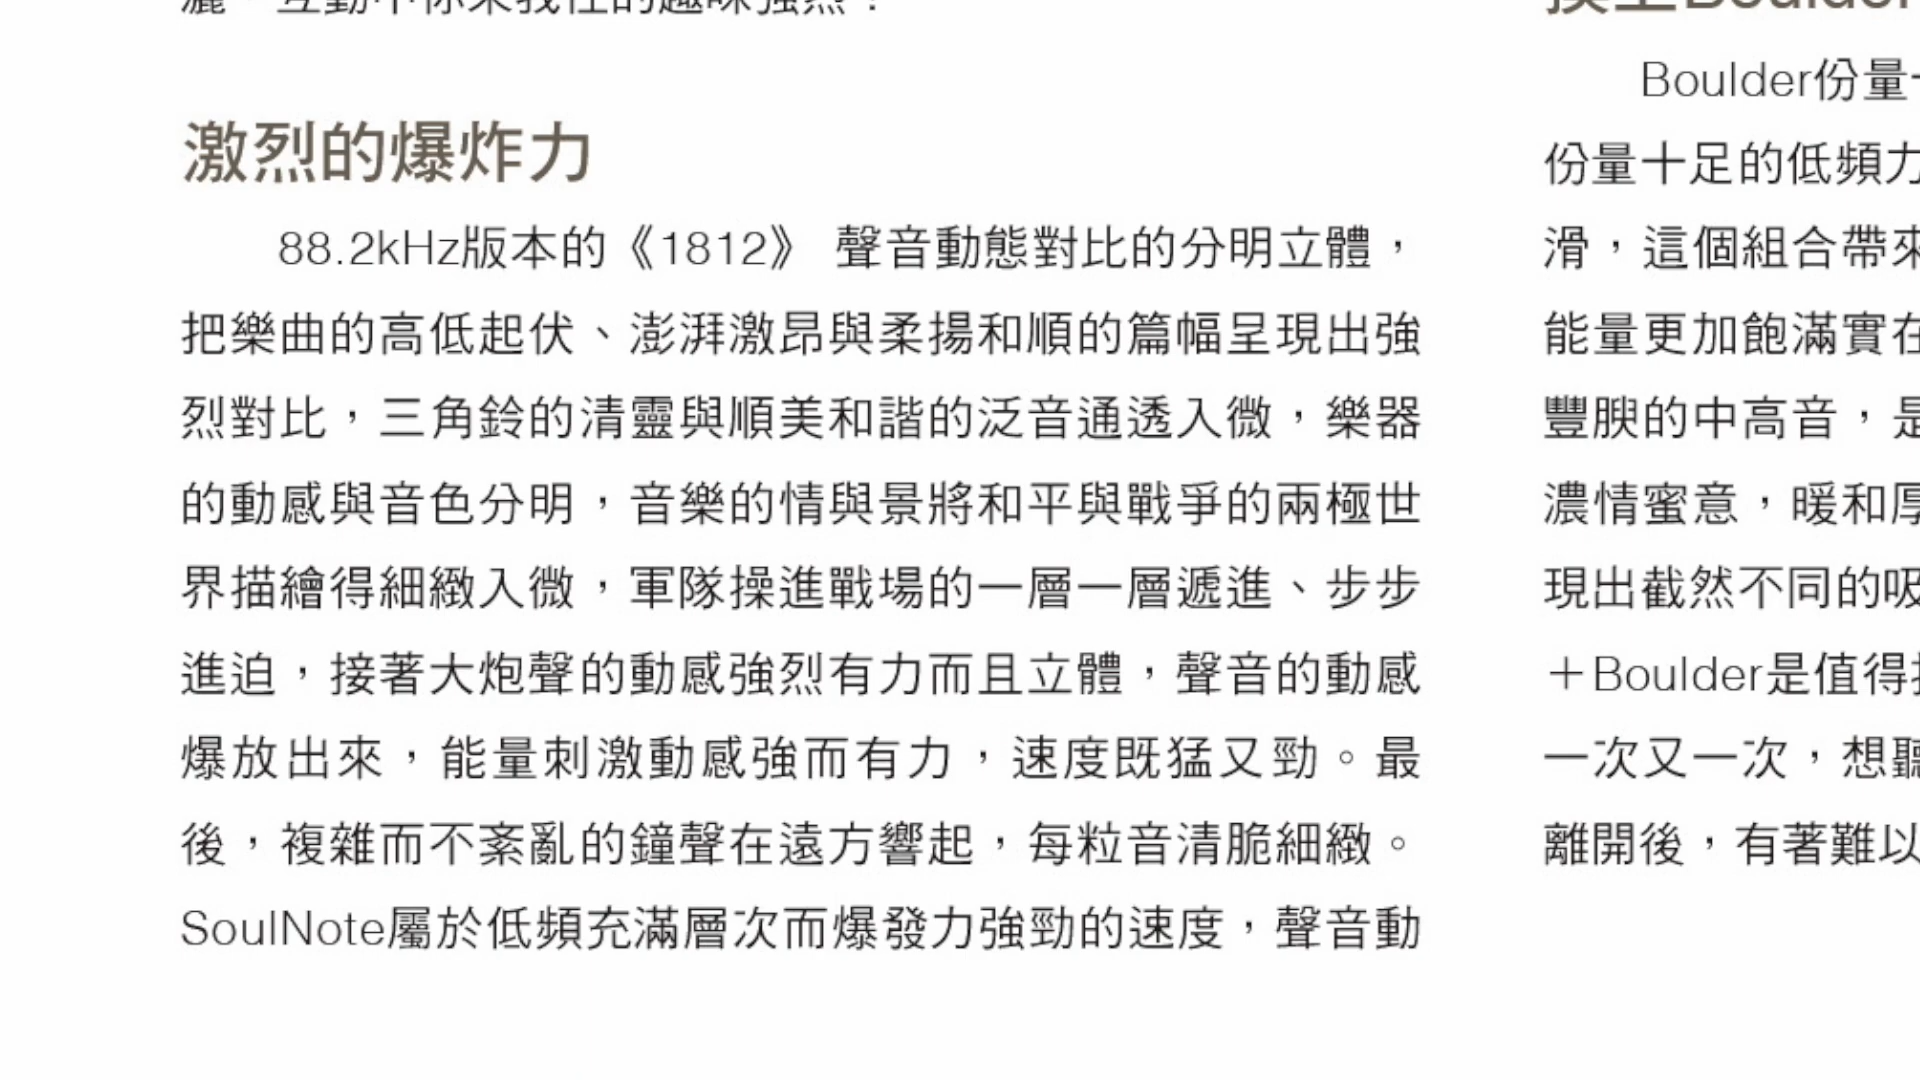 激烈的爆炸力
88.2kHz版本的《1812》 聲音動態對比的分明立體，
把樂曲的高低起伏、澎湃激昂與柔揚和順的篇幅呈現出強
烈對比，三角鈴的清靈與順美和諧的泛音通透入微，樂器
的動感與音色分明，音樂的情與景將和平與戰爭的兩極世
界描繪得細緻入微，軍隊操進戰場的一層一層遞進、步步
進迫，接著大炮聲的動感強烈有力而且立體，聲音的動感
爆放出來，能量刺激動感強而有力，速度既猛又勁。最
後，複雜而不紊亂的鐘聲在遠方響起，每粒音清脆細緻。
SoulNote屬於低頻充滿層次而爆發力強勁的速度，聲音動
Boulder
Boulder份量
份量十足的低頻力
滑，這個組合帶來
能量更加飽滿實在
豐腴的中高音，是
濃情蜜意，暖和厚
現出截然不同的吸
＋Boulder是值得
一次又一次，想聽
離開後，有著難以